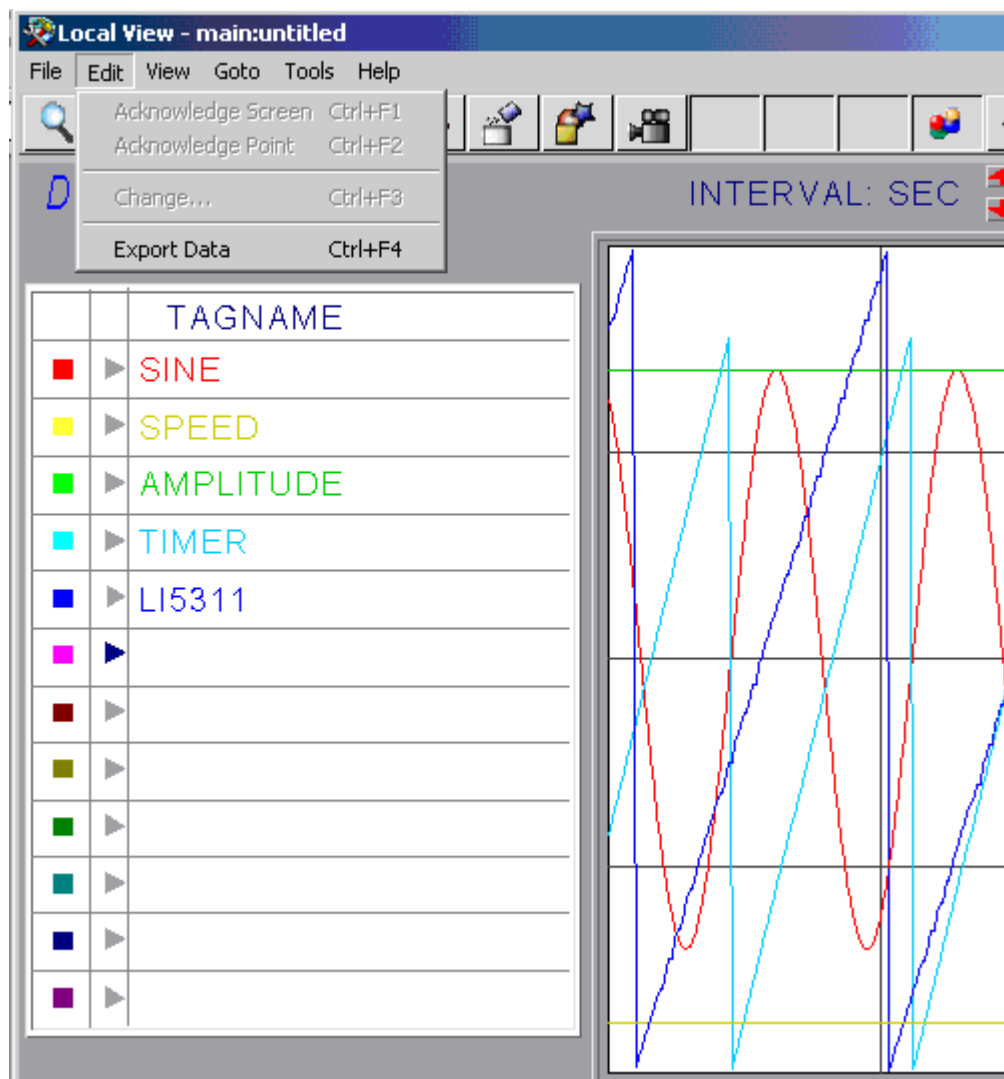 Local View - main:untitled
File Edit View Goto Tools Help
Acknowledge Screen Ctrl+F1
Acknowledge Point Ctrl+F2
Change... Ctrl+F3
Export Data Ctrl+F4
D
INTERVAL: SEC
TAGNAME
SINE
SPEED
AMPLITUDE
TIMER
LI5311